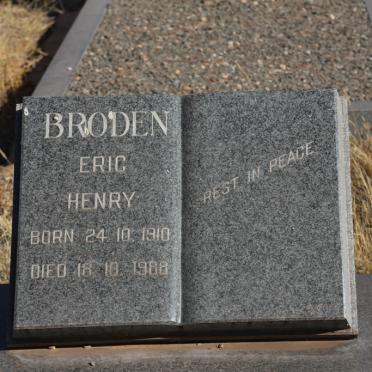 BRODEN
ERIC
HENRY
BORN 24.10.1910
DIED 18.10.1988
REST IN PEACE